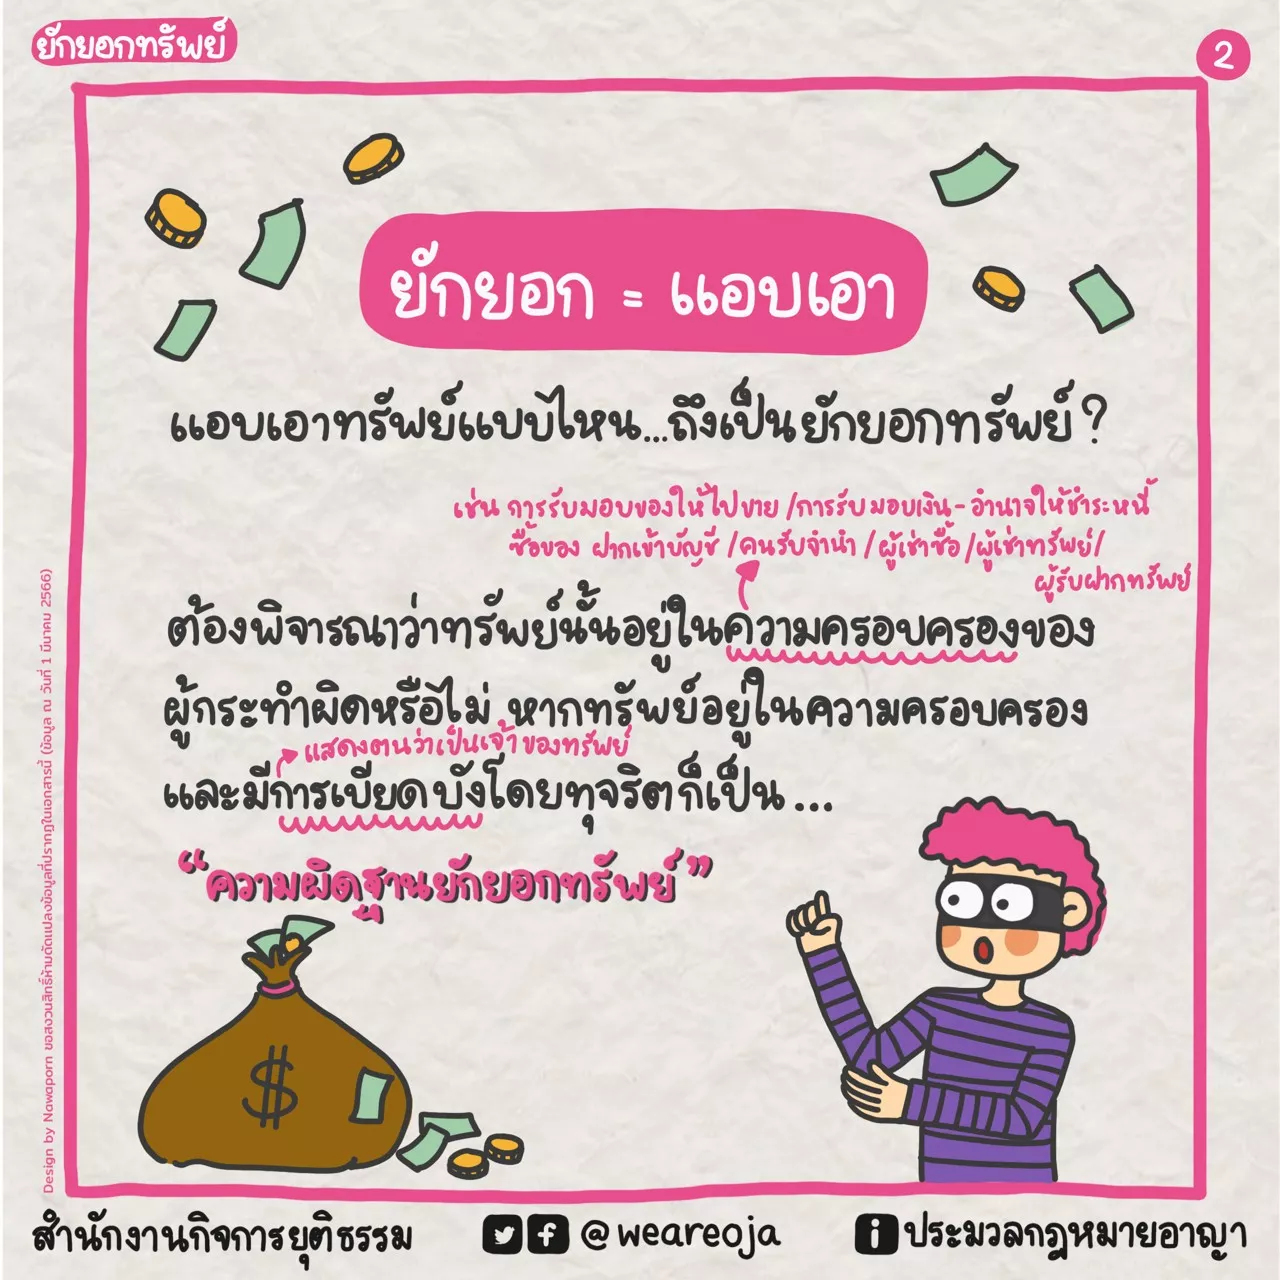 ยักยอกทรัพย์
2
ยักยอก = แอบเอา
แอบเอาทรัพย์แบบไหน...ถึงเป็นยักยอกทรัพย์ ?
เช่น การรับมอบของให้ไปขาย /การรับมอบเงิน - อำนาจให้ชำระหนี้
ซื้อของ ฝากเข้าบัญชี /คนรับจำนำ /ผู้เช่าซื้อ /ผู้เช่าทรัพย์/
ผู้รับฝากทรัพย์
ต้องพิจารณาว่าทรัพย์นั้นอยู่ในความครอบครองของ
ผู้กระทำผิดหรือไม่ หากทรัพย์อยู่ในความครอบครอง
แสดงตนว่าเป็นเจ้าของทรัพย์
และมีการเบียดบังโดยทุจริตก็เป็น ...
“ความผิดฐานยักยอกทรัพย์”
$
Design by Nawaporn ขอสงวนสิทธิ์ห้ามดัดแปลงข้อมูลที่ปรากฏในเอกสารนี้ (ข้อมูล ณ วันที่ 1 มีนาคม 2566)
สำนักงานกิจการยุติธรรม
@weareoja
ประมวลกฎหมายอาญา